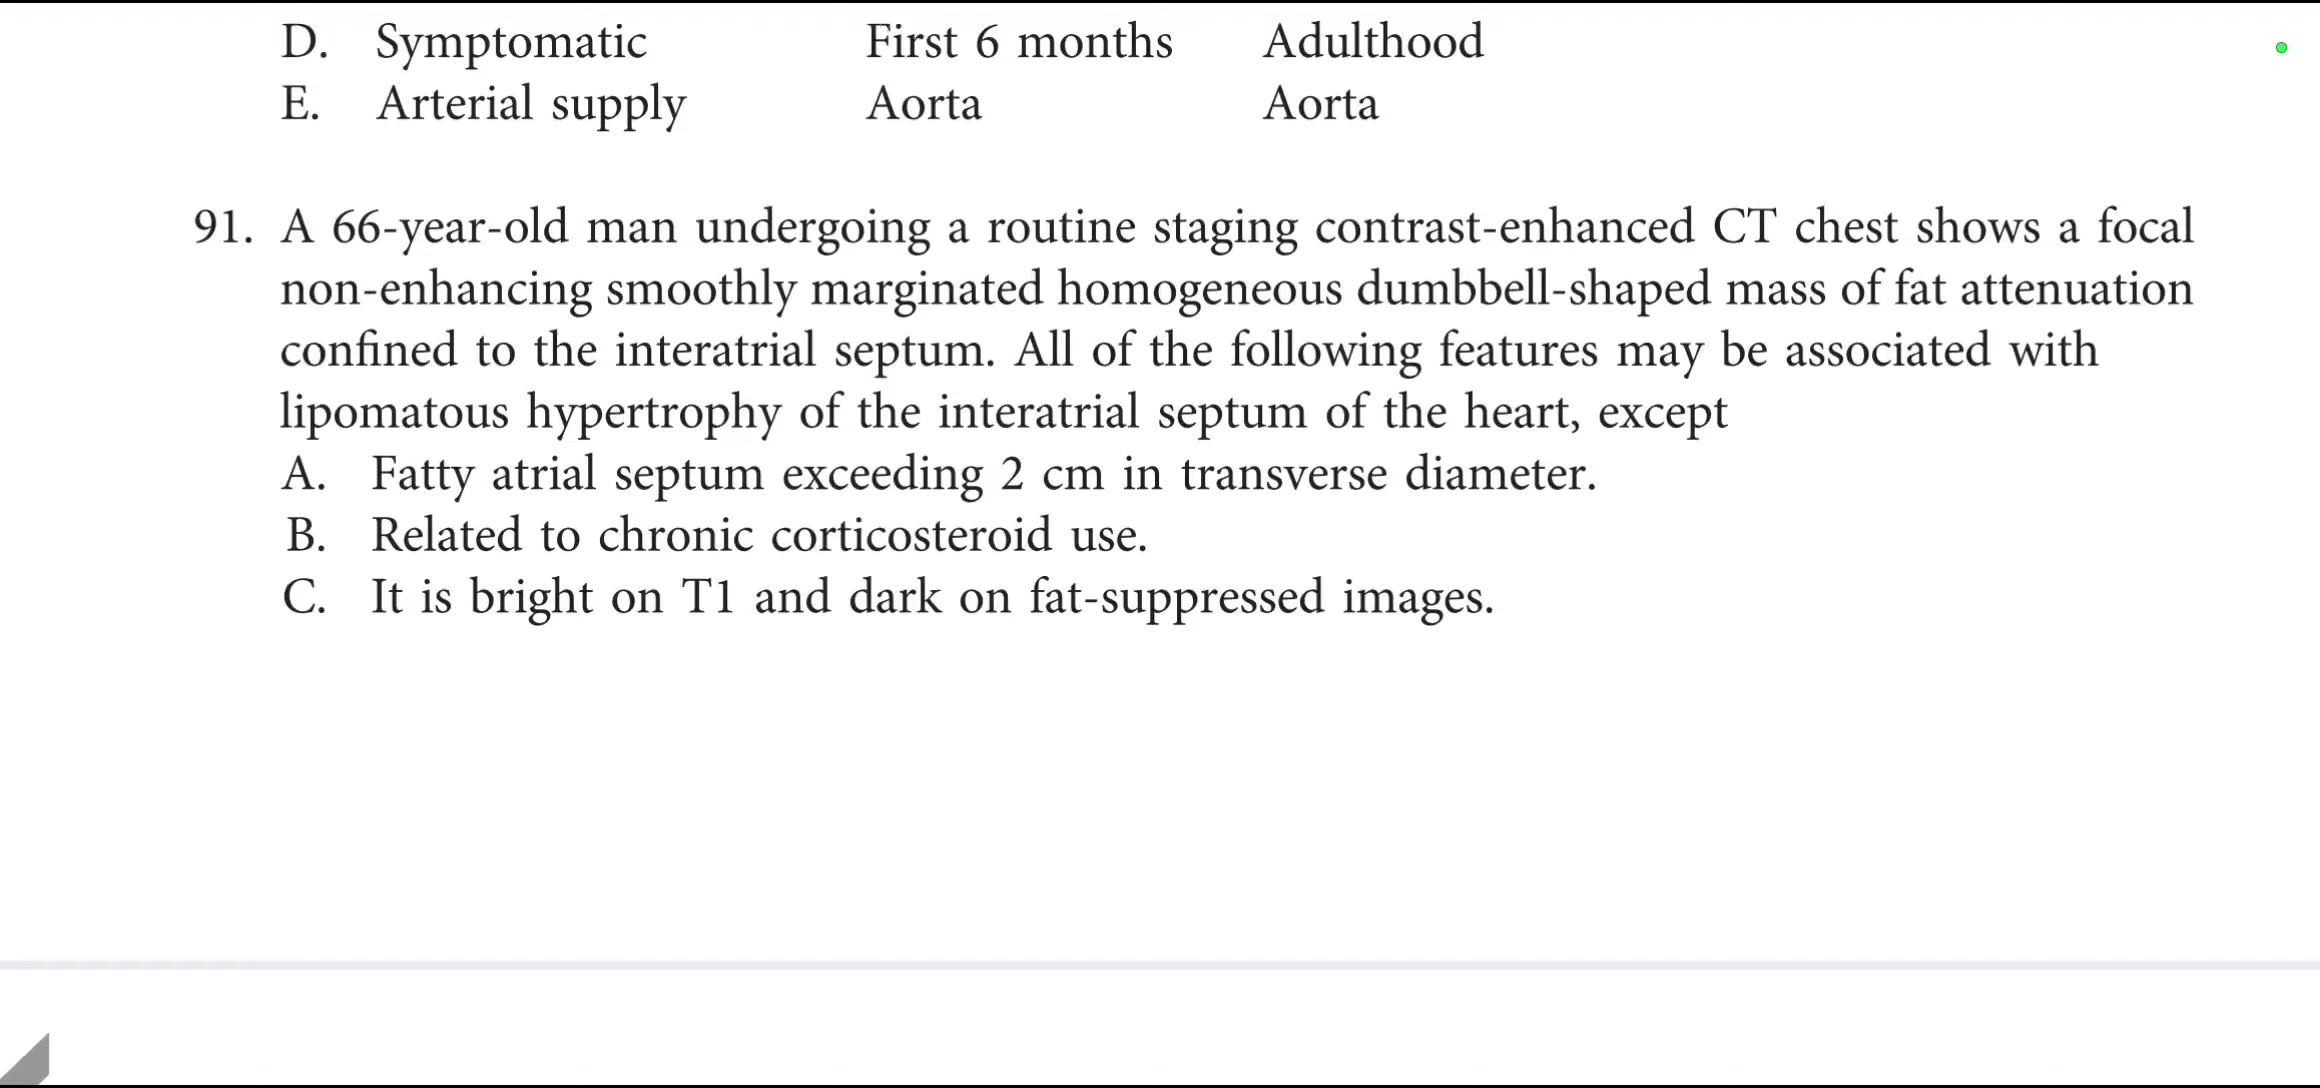 D. Symptomatic First 6 months Adulthood
E. Arterial supply Aorta Aorta
91. A 66-year-old man undergoing a routine staging contrast-enhanced CT chest shows a focal
non-enhancing smoothly marginated homogeneous dumbbell-shaped mass of fat attenuation
confined to the interatrial septum. All of the following features may be associated with
lipomatous hypertrophy of the interatrial septum of the heart, except
A. Fatty atrial septum exceeding 2 cm in transverse diameter.
B. Related to chronic corticosteroid use.
C. It is bright on T1 and dark on fat-suppressed images.